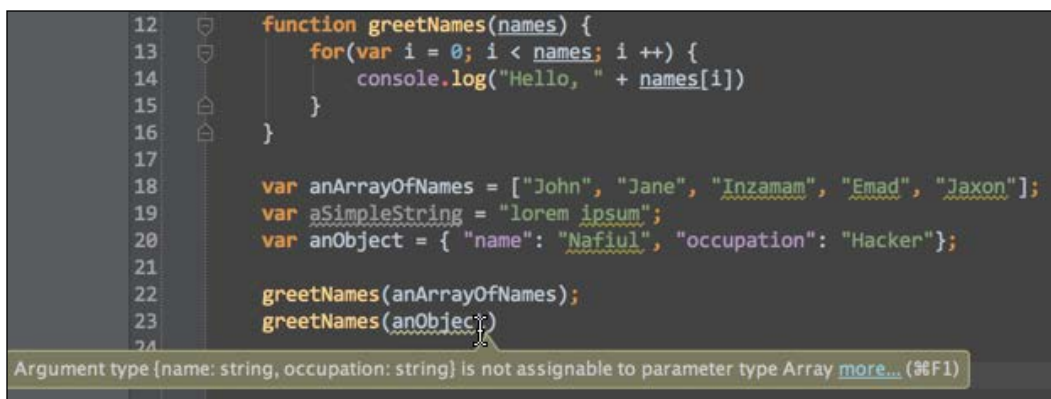 12 function greetNames(names) {
13 for(var i = 0; i < names; i ++) {
14 console.log("Hello, " + names[i])
15 }
16 }
17
18 var anArrayOfNames = ["John", "Jane", "Inzamam", "Emad", "Jaxon"];
19 var aSimpleString = "lorem ipsum";
20 var anObject = { "name": "Nafiul", "occupation": "Hacker"};
21
22 greetNames(anArrayOfNames);
23 greetNames(anObject)
24
Argument type {name: string, occupation: string} is not assignable to parameter type Array more... (⌘F1)